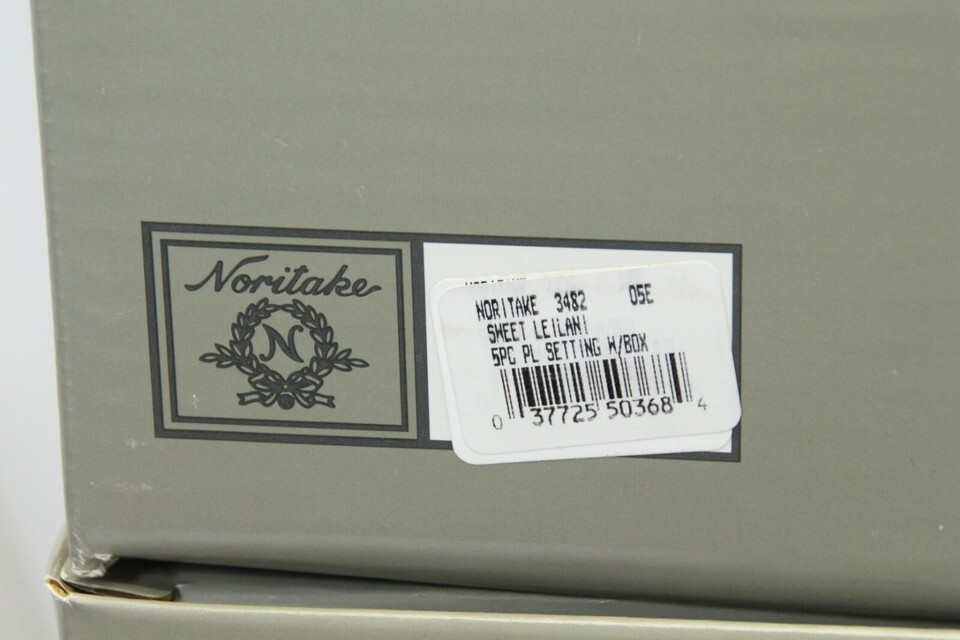 Noritake
N
NORITAKE 3482 05E
SWEET LEILANI
5PC PL SETTING W/BOX
0 37725 50368 4